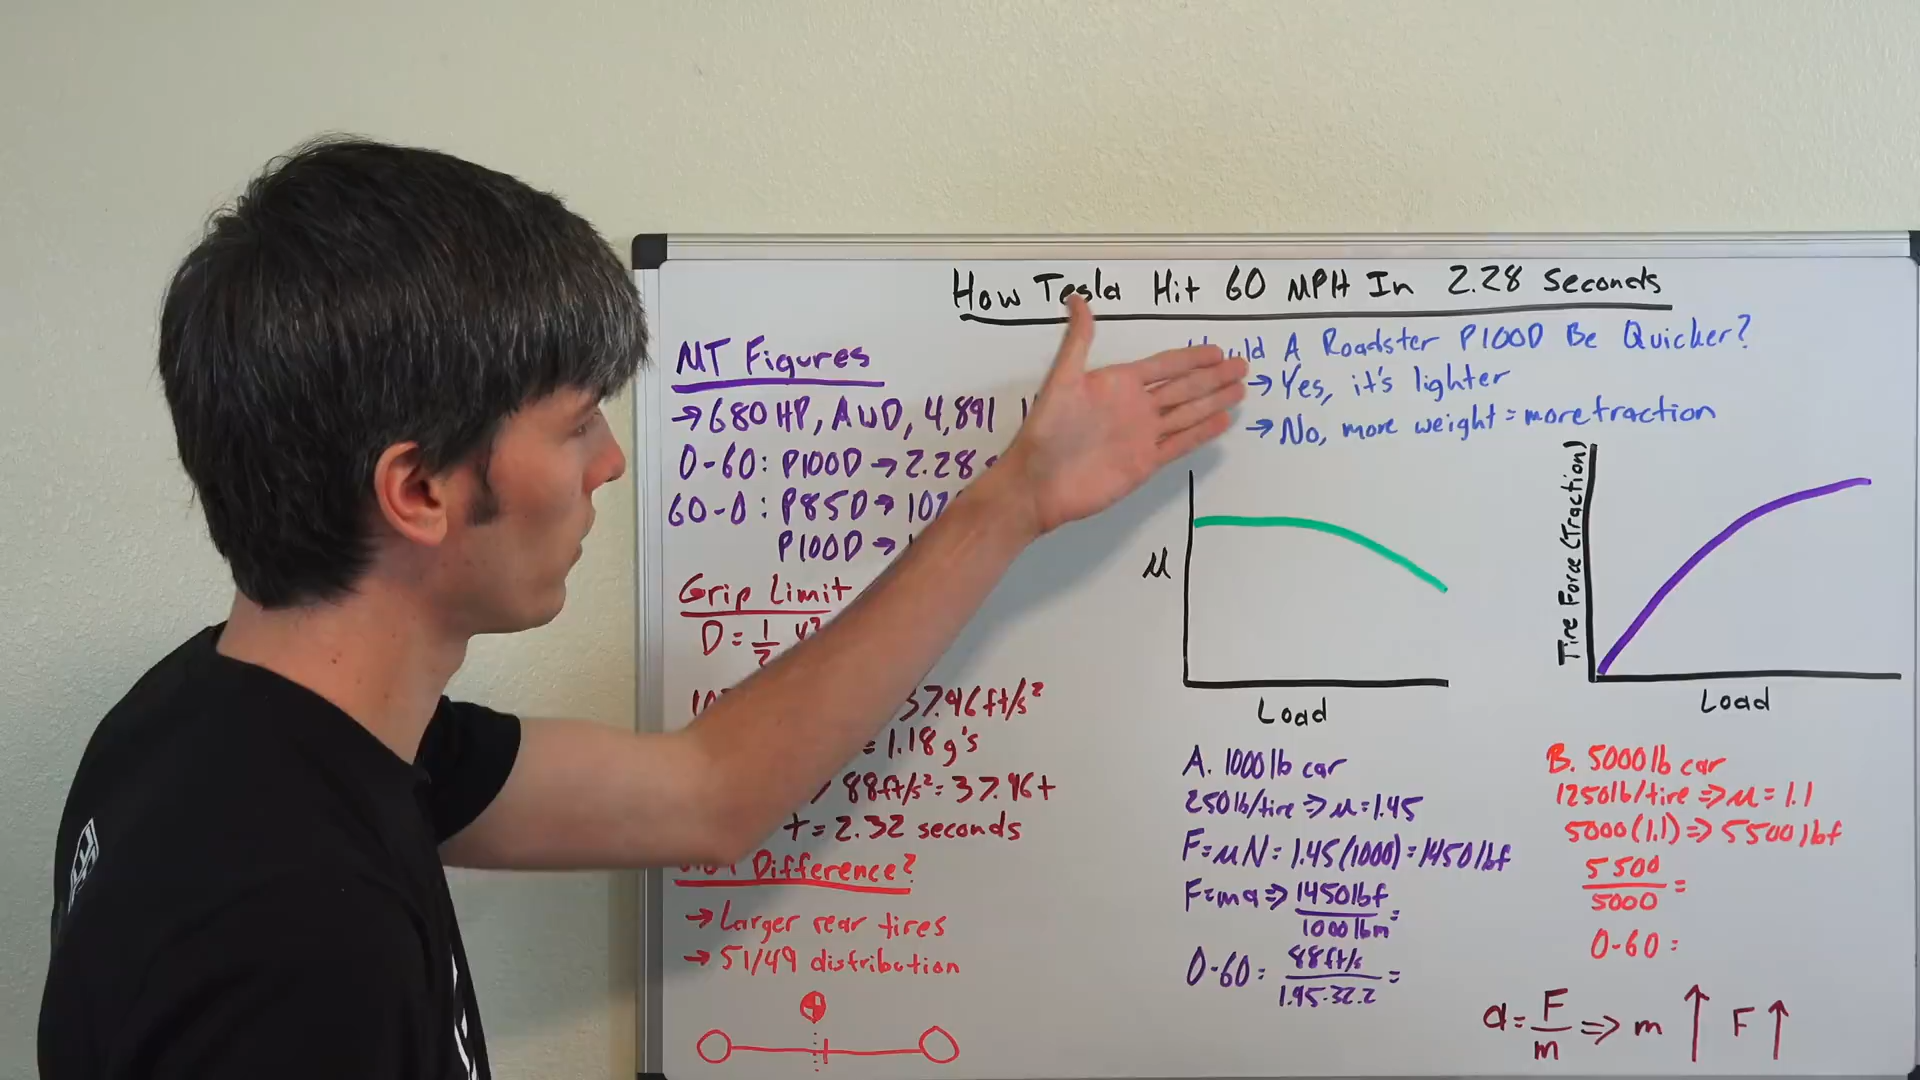 How Tesla Hit 60 MPH In 2.28 Seconds
MT Figures
→ 680 HP, AWD, 4,891
0-60: P100D → 2.28
60-0: P85D → 102
P100D →
Grip Limit
D = 1/2 V²
37.96 ft/s²
= 1.18 g's
88ft/s² = 37.96t
t = 2.32 seconds
Difference?
→ Larger rear tires
→ 51/49 distribution
A Roadster P100D Be Quicker?
→ Yes, it's lighter
→ No, more weight = more traction
μ
Load
Tire Force (Traction)
Load
A. 1000 lb car
250 lb/tire ⇒ μ = 1.45
F = μN = 1.45(1000) = 1450 lbf
F = ma ⇒ 1450 lbf / 1000 lbm =
0-60 = 88 ft/s / 1.45·32.2 =
B. 5000 lb car
1250 lb/tire ⇒ μ = 1.1
5000(1.1) ⇒ 5500 lbf
5500 / 5000 =
0-60:
a = F/m ⇒ m ↑ F ↑